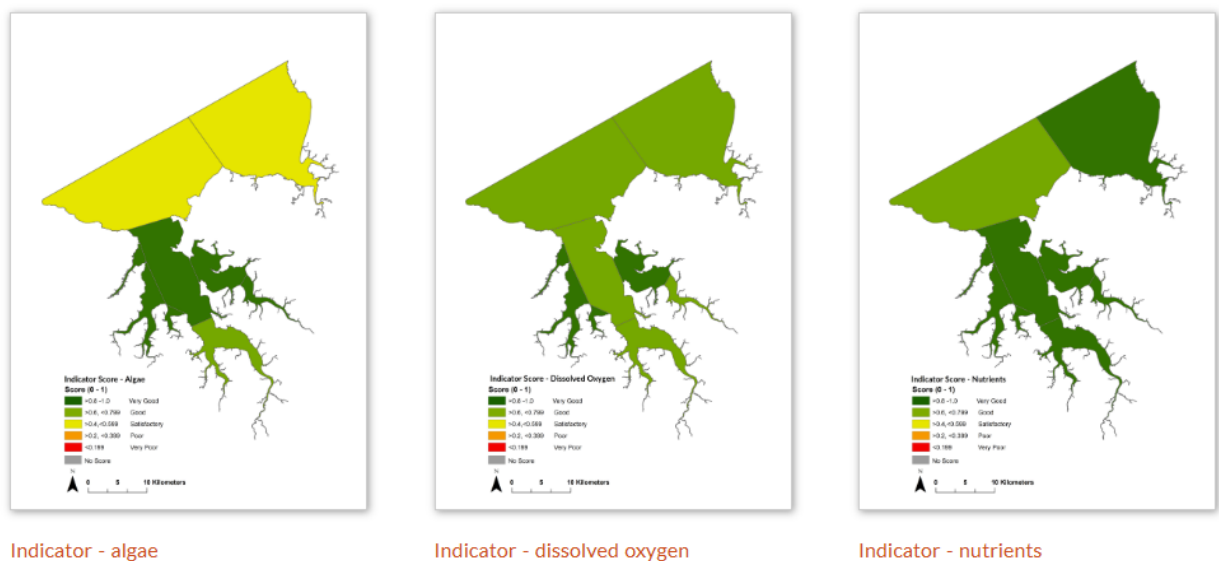 Indicator Score - Algae
Score (0 - 1)
>0.8 -1.0 Very Good
>0.6, <0.799 Good
>0.4,<0.599 Satisfactory
>0.2, <0.399 Poor
<0.199 Very Poor
No Score
N
0 5 10 Kilometers
Indicator Score - Dissolved Oxygen
Score (0 - 1)
>0.8 -1.0 Very Good
>0.6, <0.799 Good
>0.4,<0.599 Satisfactory
>0.2, <0.399 Poor
<0.199 Very Poor
No Score
N
0 5 10 Kilometers
Indicator Score - Nutrients
Score (0 - 1)
>0.8 -1.0 Very Good
>0.6, <0.799 Good
>0.4,<0.599 Satisfactory
>0.2, <0.399 Poor
<0.199 Very Poor
No Score
N
0 5 10 Kilometers
Indicator - algae
Indicator - dissolved oxygen
Indicator - nutrients